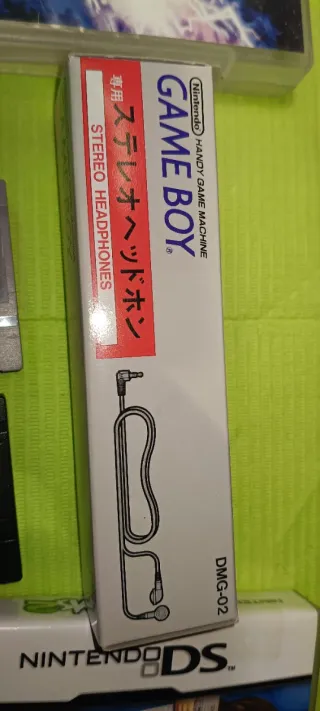 Nintendo HANDY GAME MACHINE
GAME BOY®
専用ステレオヘッドホン
STEREO HEADPHONES
DMG-02
NINTENDO DS™